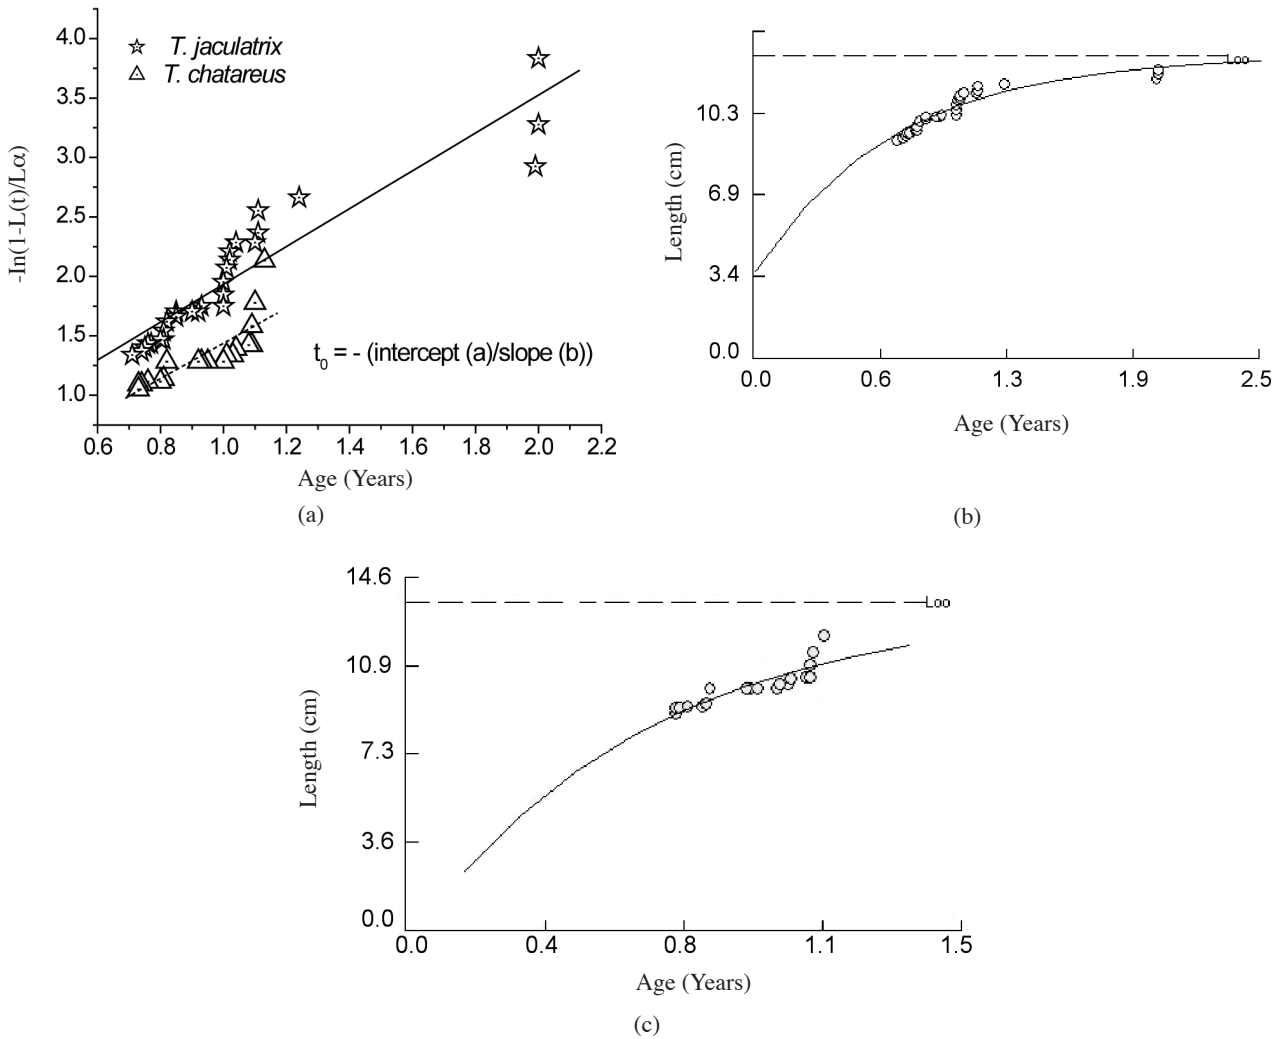 4.0
3.5
3.0
2.5
2.0
1.5
1.0
-In(1-L(t)/Lα)
T. jaculatrix
T. chatareus
t0 = - (intercept (a)/slope (b))
0.6 0.8 1.0 1.2 1.4 1.6 1.8 2.0 2.2
Age (Years)
(a)
Loo
10.3
6.9
3.4
0.0
Length (cm)
0.0 0.6 1.3 1.9 2.5
Age (Years)
(b)
14.6
Loo
10.9
7.3
3.6
0.0
Length (cm)
0.0 0.4 0.8 1.1 1.5
Age (Years)
(c)